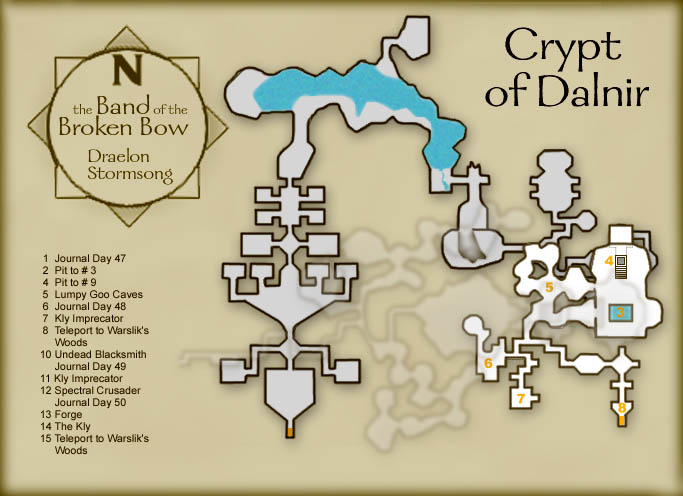 Crypt
of Dalnir
N
the Band of the
Broken Bow
Draelon
Stormsong
1 Journal Day 47
2 Pit to # 3
4 Pit to # 9
5 Lumpy Goo Caves
6 Journal Day 48
7 Kly Imprecator
8 Teleport to Warslik's
Woods
10 Undead Blacksmith
Journal Day 49
11 Kly Imprecator
12 Spectral Crusader
Journal Day 50
13 Forge
14 The Kly
15 Teleport to Warslik's
Woods
4
5
3
6
7
8